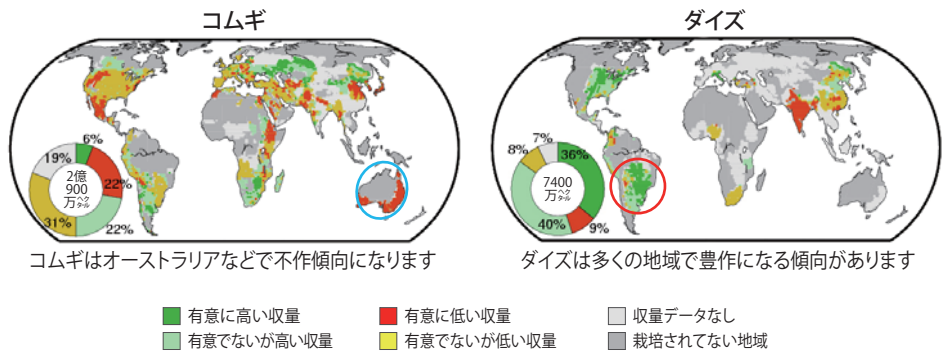 コムギ
ダイズ
6%
19%
22%
31%
22%
2億
900
万ヘクタール
7%
8%
36%
40%
9%
7400
万ヘクタール
コムギはオーストラリアなどで不作傾向になります
ダイズは多くの地域で豊作になる傾向があります
有意に高い収量
有意に低い収量
収量データなし
有意でないが高い収量
有意でないが低い収量
栽培されてない地域